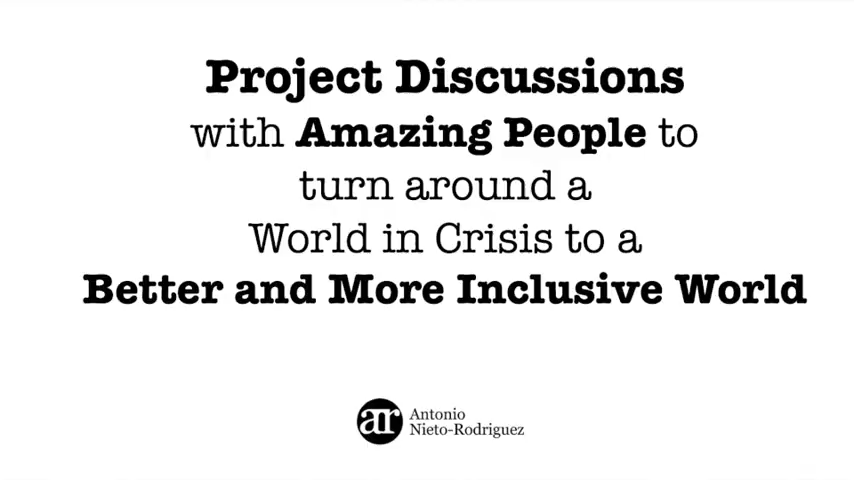 Project Discussions
with Amazing People to
turn around a
World in Crisis to a
Better and More Inclusive World
ar
Antonio
Nieto-Rodriguez